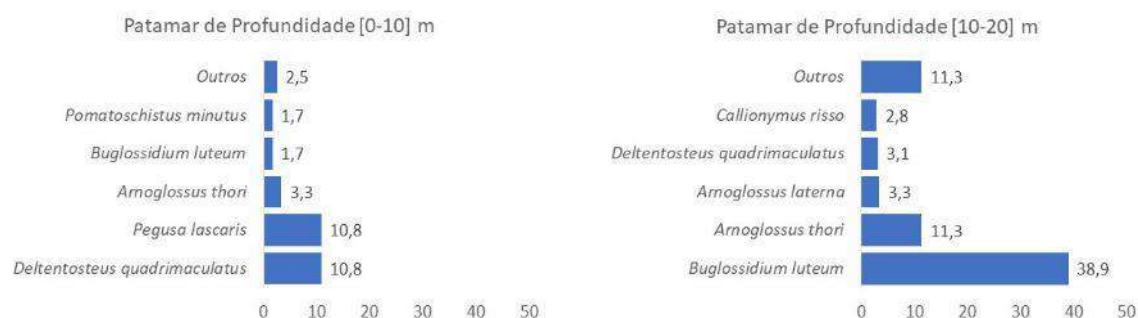 Patamar de Profundidade [0-10] m
Outros 2,5
Pomatoschistus minutus 1,7
Buglossidium luteum 1,7
Arnoglossus thori 3,3
Pegusa lascaris 10,8
Deltentosteus quadrimaculatus 10,8
0 10 20 30 40 50
Patamar de Profundidade [10-20] m
Outros 11,3
Callionymus risso 2,8
Deltentosteus quadrimaculatus 3,1
Arnoglossus laterna 3,3
Arnoglossus thori 11,3
Buglossidium luteum 38,9
0 10 20 30 40 50